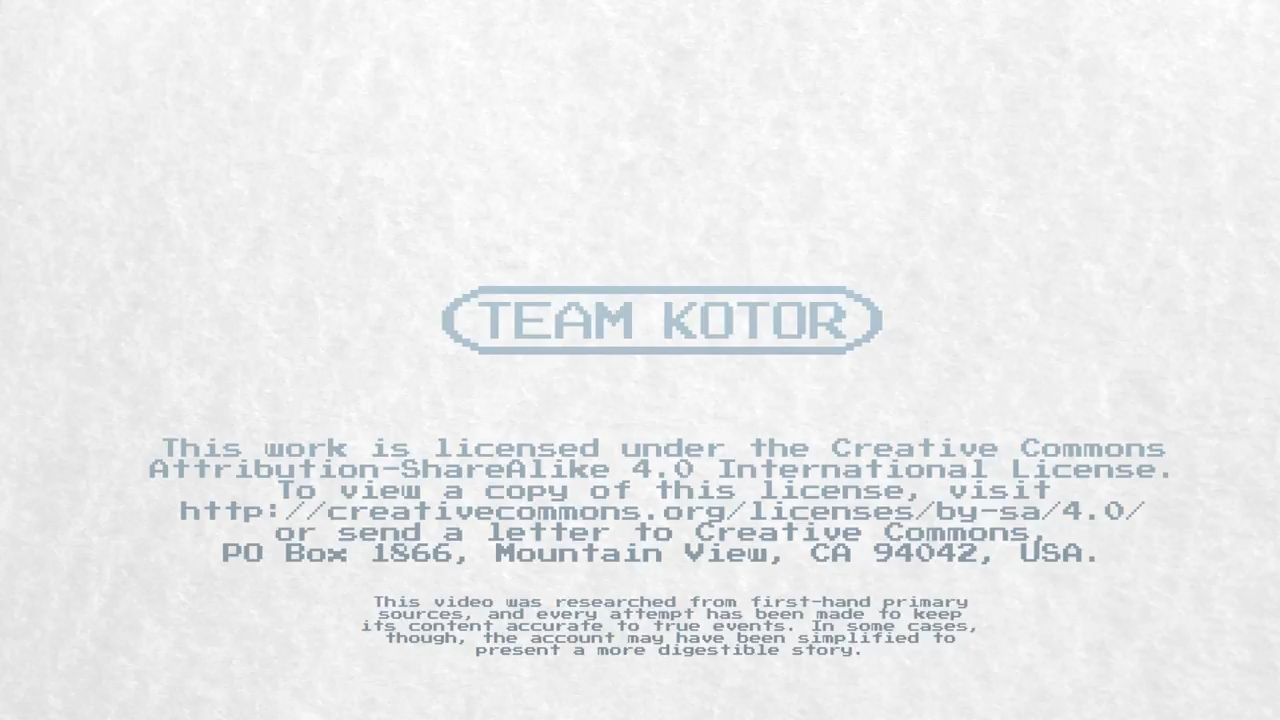 TEAM KOTOR
This work is licensed under the Creative Commons
Attribution-ShareAlike 4.0 International License.
To view a copy of this license, visit
http://creativecommons.org/licenses/by-sa/4.0/
or send a letter to Creative Commons,
PO Box 1866, Mountain View, CA 94042, USA.
This video was researched from first-hand primary
sources, and every attempt has been made to keep
its content accurate to true events. In some cases,
though, the account may have been simplified to
present a more digestible story.